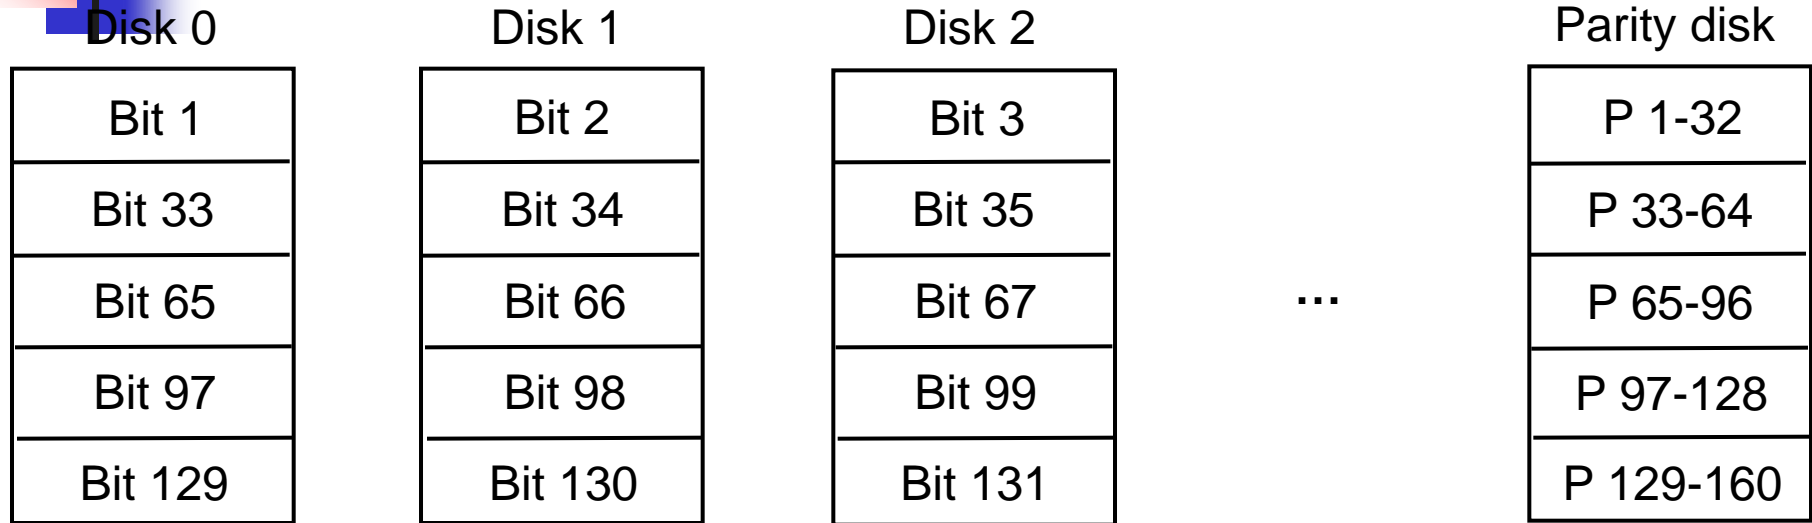 Disk 0 Disk 1 Disk 2 Parity disk
Bit 1 Bit 2 Bit 3 P 1-32
Bit 33 Bit 34 Bit 35 P 33-64
Bit 65 Bit 66 Bit 67 ... P 65-96
Bit 97 Bit 98 Bit 99 P 97-128
Bit 129 Bit 130 Bit 131 P 129-160